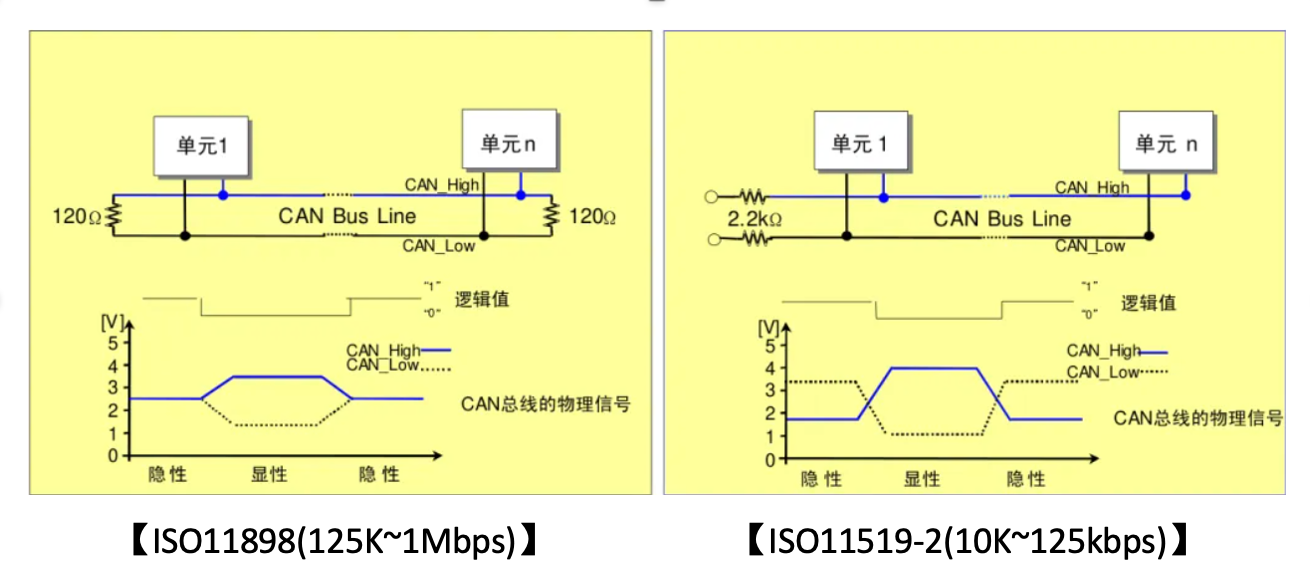 单元1
单元n
CAN_High
120Ω
CAN Bus Line
120Ω
CAN_Low
“1”
逻辑值
“0”
[V]
5
4
3
2
1
0
CAN_High
CAN_Low
CAN总线的物理信号
隐性
显性
隐性
【ISO11898(125K~1Mbps)】
单元 1
单元 n
CAN_High
2.2kΩ
CAN Bus Line
CAN_Low
“1”
逻辑值
“0”
[V]
5
4
3
2
1
0
CAN_High
CAN_Low
CAN总线的物理信号
隐性
显性
隐性
【ISO11519-2(10K~125kbps)】